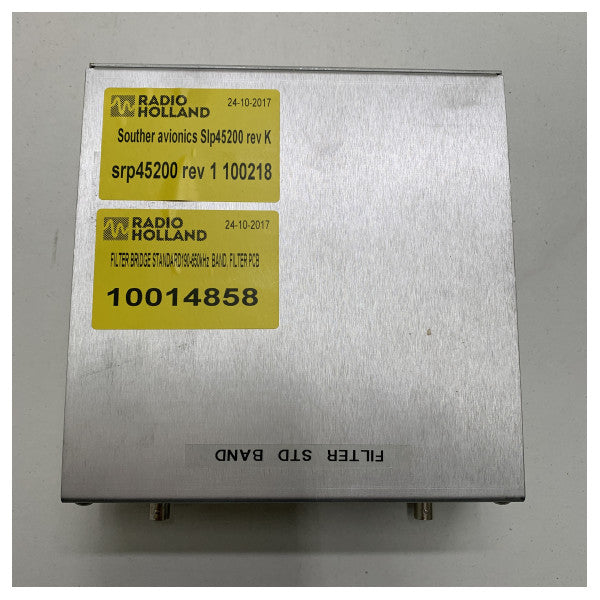 RADIO
HOLLAND
24-10-2017
Souther avionics Slp45200 rev K
srp45200 rev 1 100218
RADIO
HOLLAND
24-10-2017
FILTER BRIDGE STANDARD190-650kHz BAND FILTER PCB
10014858
FILTER STD BAND